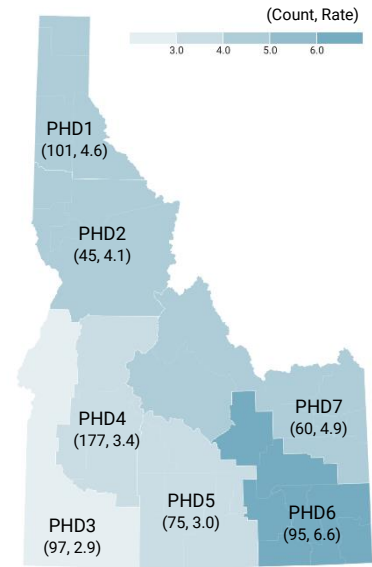 (Count, Rate)
3.0 4.0 5.0 6.0
PHD1
(101, 4.6)
PHD2
(45, 4.1)
PHD4
(177, 3.4)
PHD7
(60, 4.9)
PHD5
(75, 3.0)
PHD6
(95, 6.6)
PHD3
(97, 2.9)